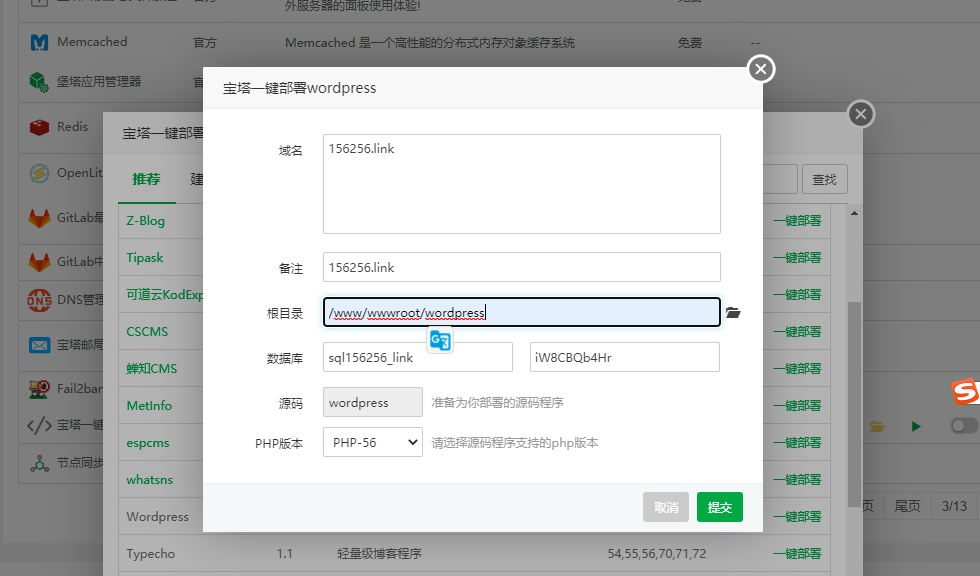 外服务器的面板使用体验!
Memcached 官方 Memcached 是一个高性能的分布式内存对象缓存系统 免费 --
堡塔应用管理器
Redis
OpenLit
GitLab
GitLab
DNS管理
宝塔邮局
Fail2ban
宝塔一键
节点同步
页 尾页 3/13
宝塔一键部署
推荐 建 查找
Z-Blog 一键部署
Tipask 一键部署
可道云KodExp 一键部署
CSCMS 一键部署
蝉知CMS 一键部署
MetInfo 一键部署
espcms 一键部署
whatsns 一键部署
Wordpress 一键部署
Typecho 1.1 轻量级博客程序 54,55,56,70,71,72 一键部署
宝塔一键部署wordpress
域名 156256.link
备注 156256.link
根目录 /www/wwwroot/wordpress
数据库 sql156256_link iW8CBQb4Hr
源码 wordpress 准备为你部署的源码程序
PHP版本 PHP-56 请选择源码程序支持的php版本
取消 提交